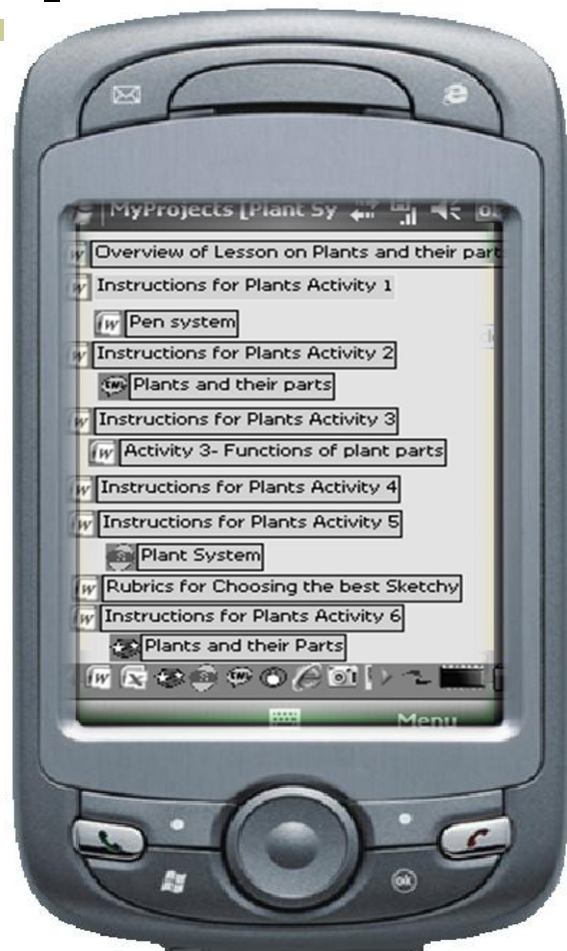 MyProjects [Plant Sy
Overview of Lesson on Plants and their part
Instructions for Plants Activity 1
Pen system
Instructions for Plants Activity 2
Plants and their parts
Instructions for Plants Activity 3
Activity 3- Functions of plant parts
Instructions for Plants Activity 4
Instructions for Plants Activity 5
Plant System
Rubrics for Choosing the best Sketchy
Instructions for Plants Activity 6
Plants and their Parts
Menu
ok